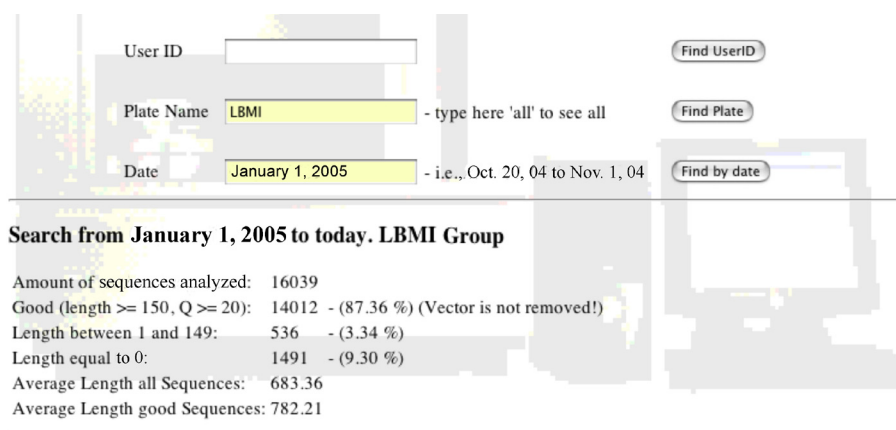 User ID Find UserID
Plate Name LBMI - type here 'all' to see all Find Plate
Date January 1, 2005 - i.e., Oct. 20, 04 to Nov. 1, 04 Find by date
Search from January 1, 2005 to today. LBMI Group
Amount of sequences analyzed: 16039
Good (length >= 150, Q >= 20): 14012 - (87.36 %) (Vector is not removed!)
Length between 1 and 149: 536 - (3.34 %)
Length equal to 0: 1491 - (9.30 %)
Average Length all Sequences: 683.36
Average Length good Sequences: 782.21